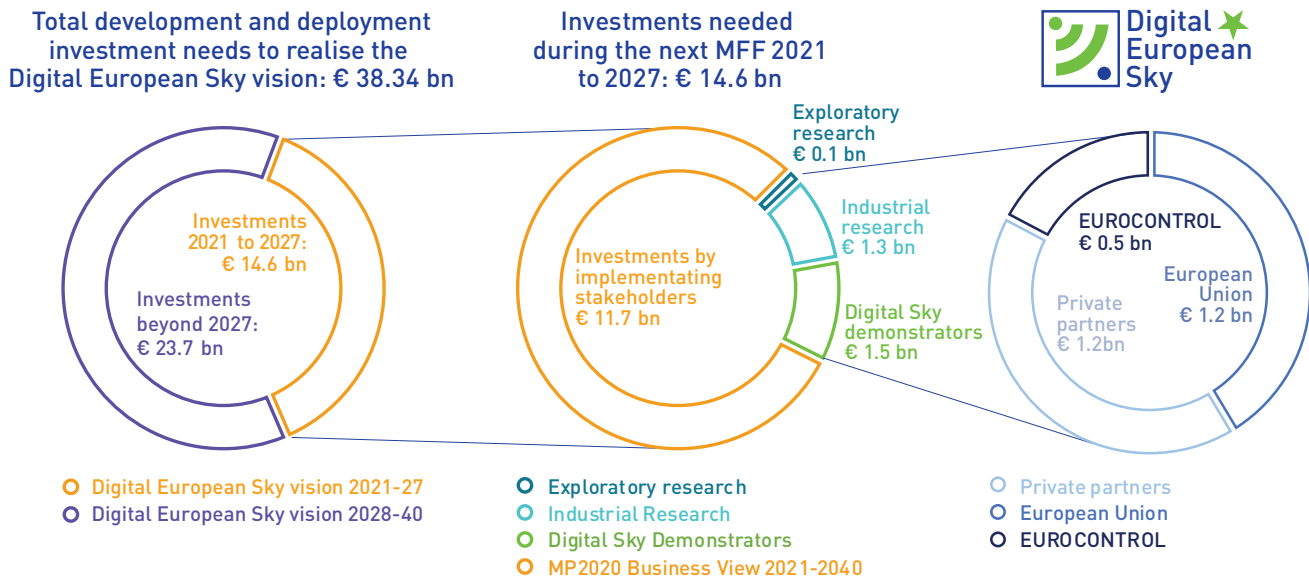 Total development and deployment
investment needs to realise the
Digital European Sky vision: € 38.34 bn
Investments needed
during the next MFF 2021
to 2027: € 14.6 bn
Digital
European
Sky
Investments
2021 to 2027:
€ 14.6 bn
Investments
beyond 2027:
€ 23.7 bn
Exploratory
research
€ 0.1 bn
Industrial
research
€ 1.3 bn
Investments by
implementating
stakeholders
€ 11.7 bn
Digital Sky
demonstrators
€ 1.5 bn
EUROCONTROL
€ 0.5 bn
European
Union
€ 1.2 bn
Private
partners
€ 1.2bn
Digital European Sky vision 2021-27
Digital European Sky vision 2028-40
Exploratory research
Industrial Research
Digital Sky Demonstrators
MP2020 Business View 2021-2040
Private partners
European Union
EUROCONTROL